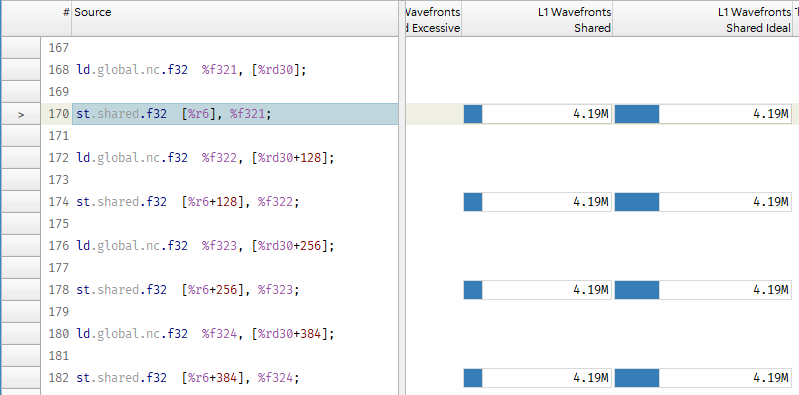 # Source Wavefronts L1 Wavefronts L1 Wavefronts
d Excessive Shared Shared Ideal
167
168 ld.global.nc.f32 %f321, [%rd30];
169
> 170 st.shared.f32 [%r6], %f321; 4.19M 4.19M
171
172 ld.global.nc.f32 %f322, [%rd30+128];
173
174 st.shared.f32 [%r6+128], %f322; 4.19M 4.19M
175
176 ld.global.nc.f32 %f323, [%rd30+256];
177
178 st.shared.f32 [%r6+256], %f323; 4.19M 4.19M
179
180 ld.global.nc.f32 %f324, [%rd30+384];
181
182 st.shared.f32 [%r6+384], %f324; 4.19M 4.19M